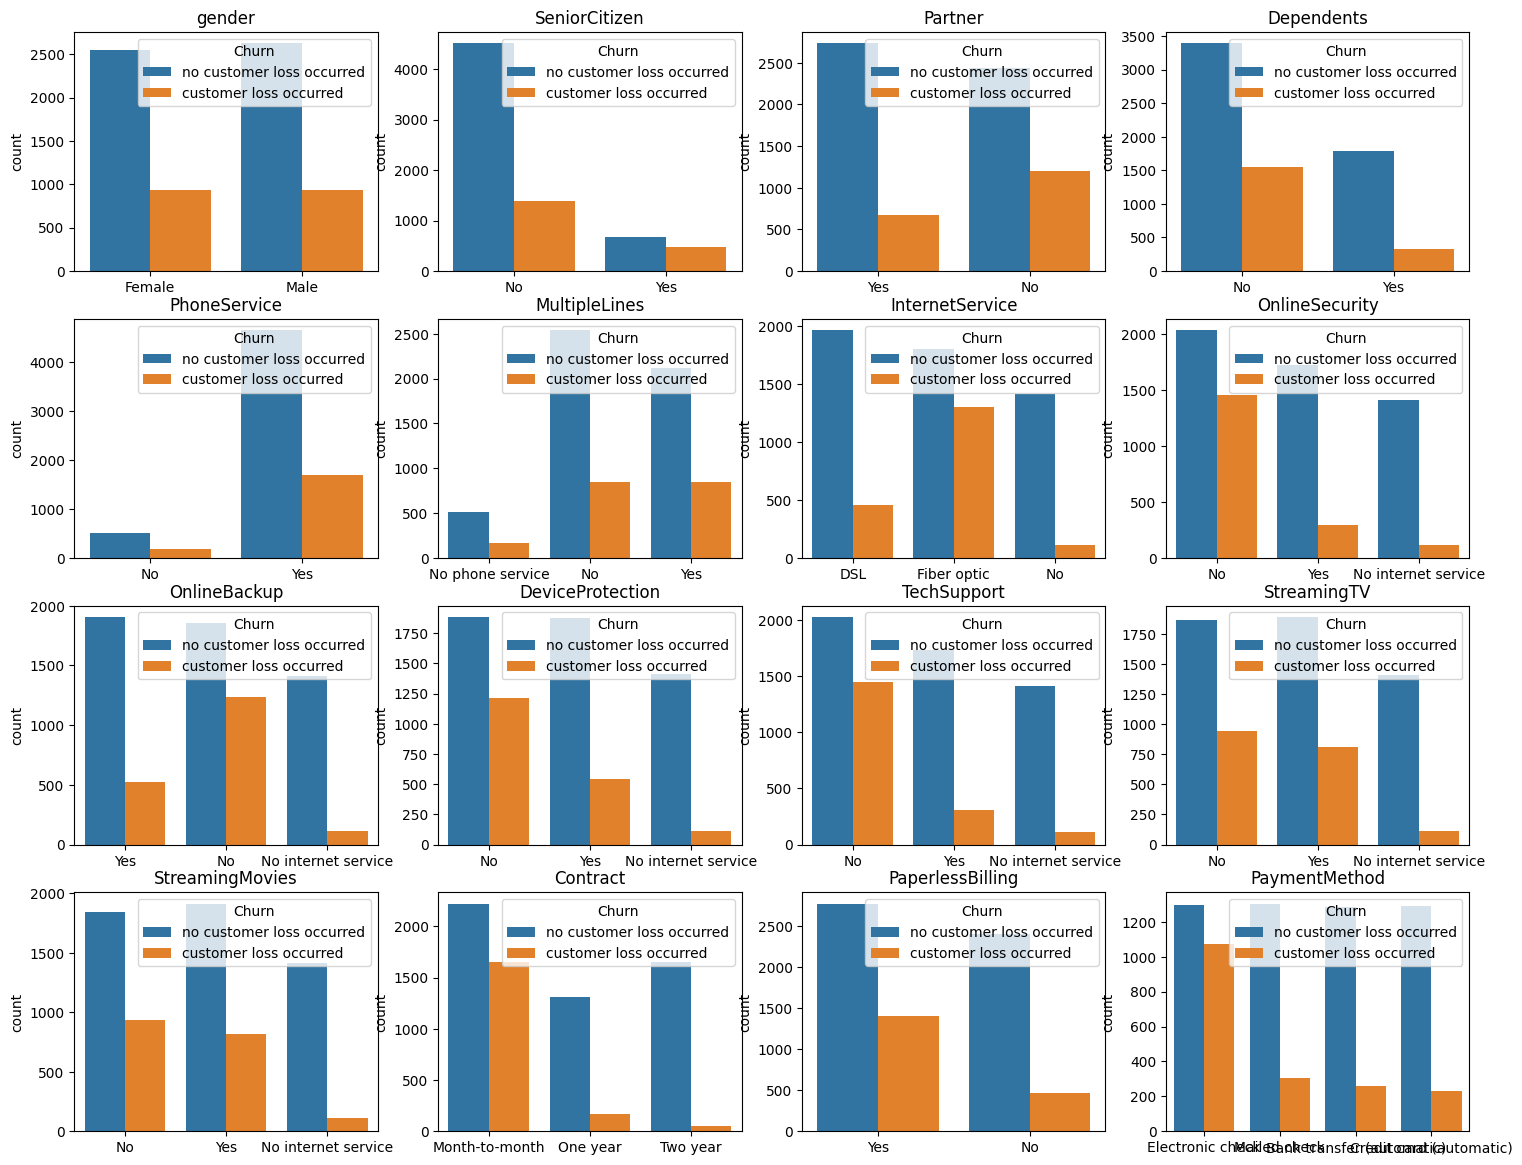 gender
count
2500
2000
1500
1000
500
0
Churn
no customer loss occurred
customer loss occurred
Female
Male
SeniorCitizen
count
4000
3000
2000
1000
0
Churn
no customer loss occurred
customer loss occurred
No
Yes
Partner
count
2500
2000
1500
1000
500
0
Churn
no customer loss occurred
customer loss occurred
Yes
No
Dependents
count
3500
3000
2500
2000
1500
1000
500
0
Churn
no customer loss occurred
customer loss occurred
No
Yes
PhoneService
count
4000
3000
2000
1000
0
Churn
no customer loss occurred
customer loss occurred
No
Yes
MultipleLines
count
2500
2000
1500
1000
500
0
Churn
no customer loss occurred
customer loss occurred
No phone service
No
Yes
InternetService
count
2000
1500
1000
500
0
Churn
no customer loss occurred
customer loss occurred
DSL
Fiber optic
No
OnlineSecurity
count
2000
1500
1000
500
0
Churn
no customer loss occurred
customer loss occurred
No
Yes
No internet service
OnlineBackup
count
2000
1500
1000
500
0
Churn
no customer loss occurred
customer loss occurred
Yes
No
No internet service
DeviceProtection
count
1750
1500
1250
1000
750
500
250
0
Churn
no customer loss occurred
customer loss occurred
No
Yes
No internet service
TechSupport
count
2000
1500
1000
500
0
Churn
no customer loss occurred
customer loss occurred
No
Yes
No internet service
StreamingTV
count
1750
1500
1250
1000
750
500
250
0
Churn
no customer loss occurred
customer loss occurred
No
Yes
No internet service
StreamingMovies
count
2000
1500
1000
500
0
Churn
no customer loss occurred
customer loss occurred
No
Yes
No internet service
Contract
count
2000
1500
1000
500
0
Churn
no customer loss occurred
customer loss occurred
Month-to-month
One year
Two year
PaperlessBilling
count
2500
2000
1500
1000
500
0
Churn
no customer loss occurred
customer loss occurred
Yes
No
PaymentMethod
count
1200
1000
800
600
400
200
0
Churn
no customer loss occurred
customer loss occurred
Electronic check
Mailed check
Bank transfer (automatic)
Credit card (automatic)